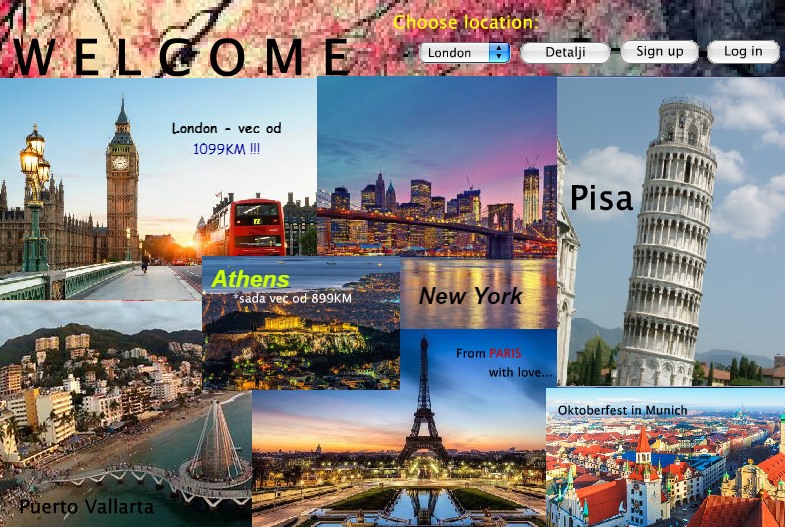 Choose location:
WELCOME
London
Detalji
Sign up
Log in
London - vec od
1099KM !!!
Pisa
Athens
*sada vec od 899KM
New York
From PARIS
with love...
Oktoberfest in Munich
Puerto Vallarta